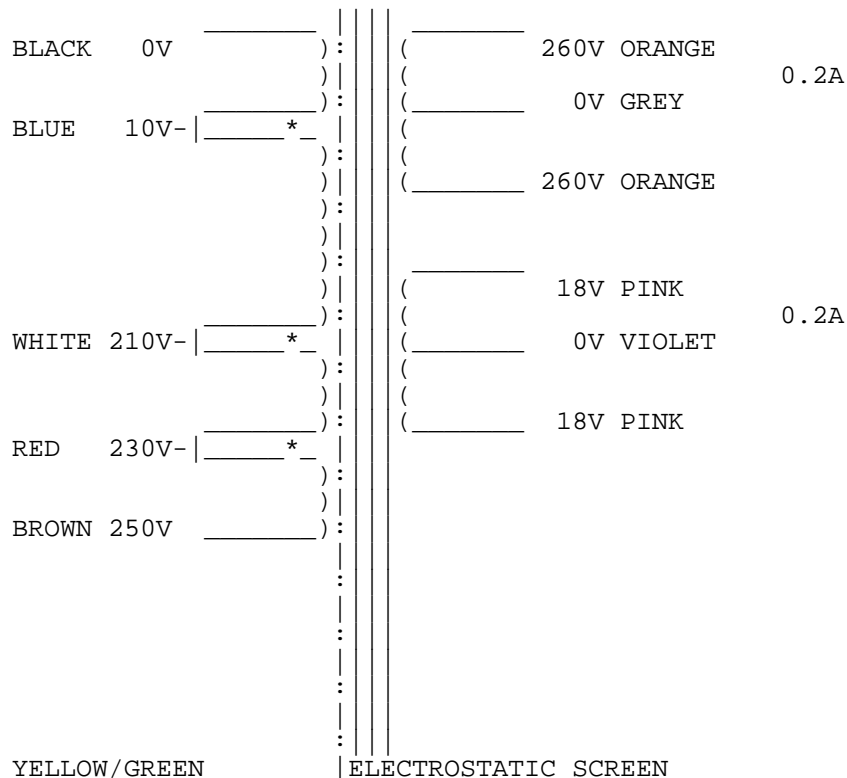 BLACK 0V 260V ORANGE
0.2A
0V GREY
BLUE 10V
260V ORANGE
18V PINK
0.2A
WHITE 210V 0V VIOLET
18V PINK
RED 230V
BROWN 250V
YELLOW/GREEN ELECTROSTATIC SCREEN